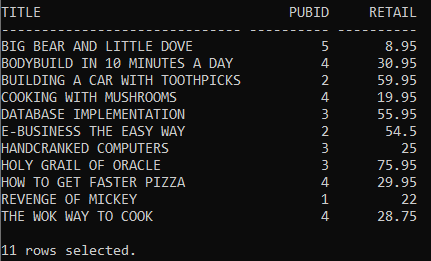 TITLE PUBID RETAIL
------------------------------ ---------- ----------
BIG BEAR AND LITTLE DOVE 5 8.95
BODYBUILD IN 10 MINUTES A DAY 4 30.95
BUILDING A CAR WITH TOOTHPICKS 2 59.95
COOKING WITH MUSHROOMS 4 19.95
DATABASE IMPLEMENTATION 3 55.95
E-BUSINESS THE EASY WAY 2 54.5
HANDCRANKED COMPUTERS 3 25
HOLY GRAIL OF ORACLE 3 75.95
HOW TO GET FASTER PIZZA 4 29.95
REVENGE OF MICKEY 1 22
THE WOK WAY TO COOK 4 28.75
11 rows selected.